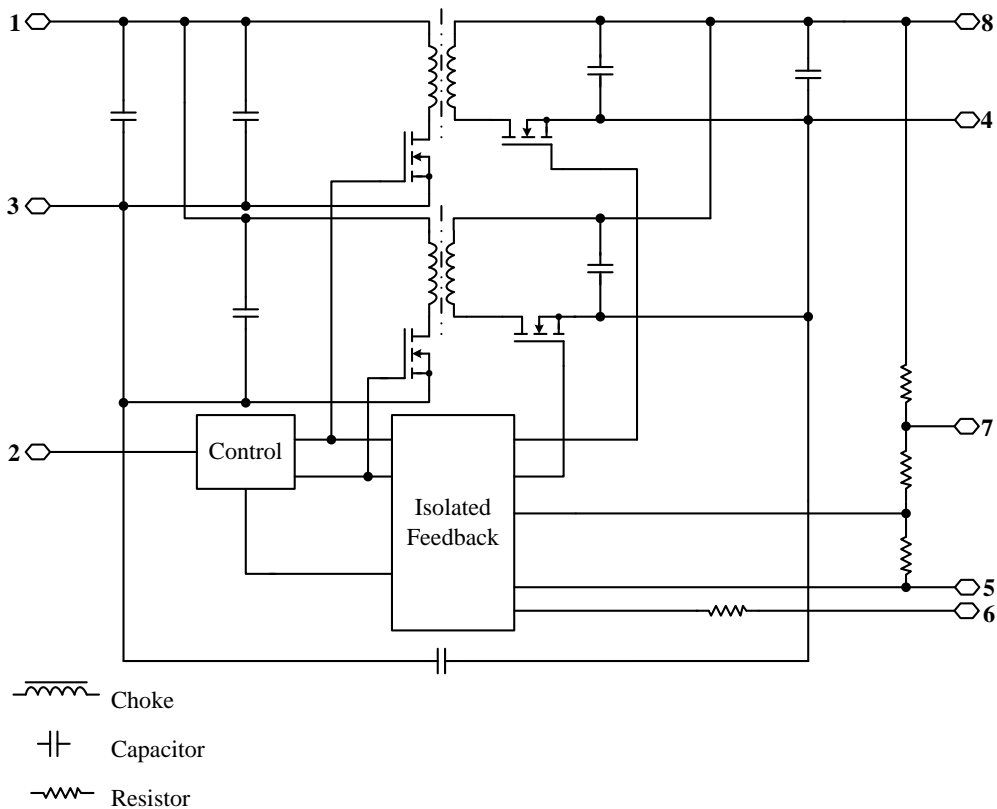 1
8
4
3
2
Control
7
Isolated
Feedback
5
6
Choke
Capacitor
Resistor